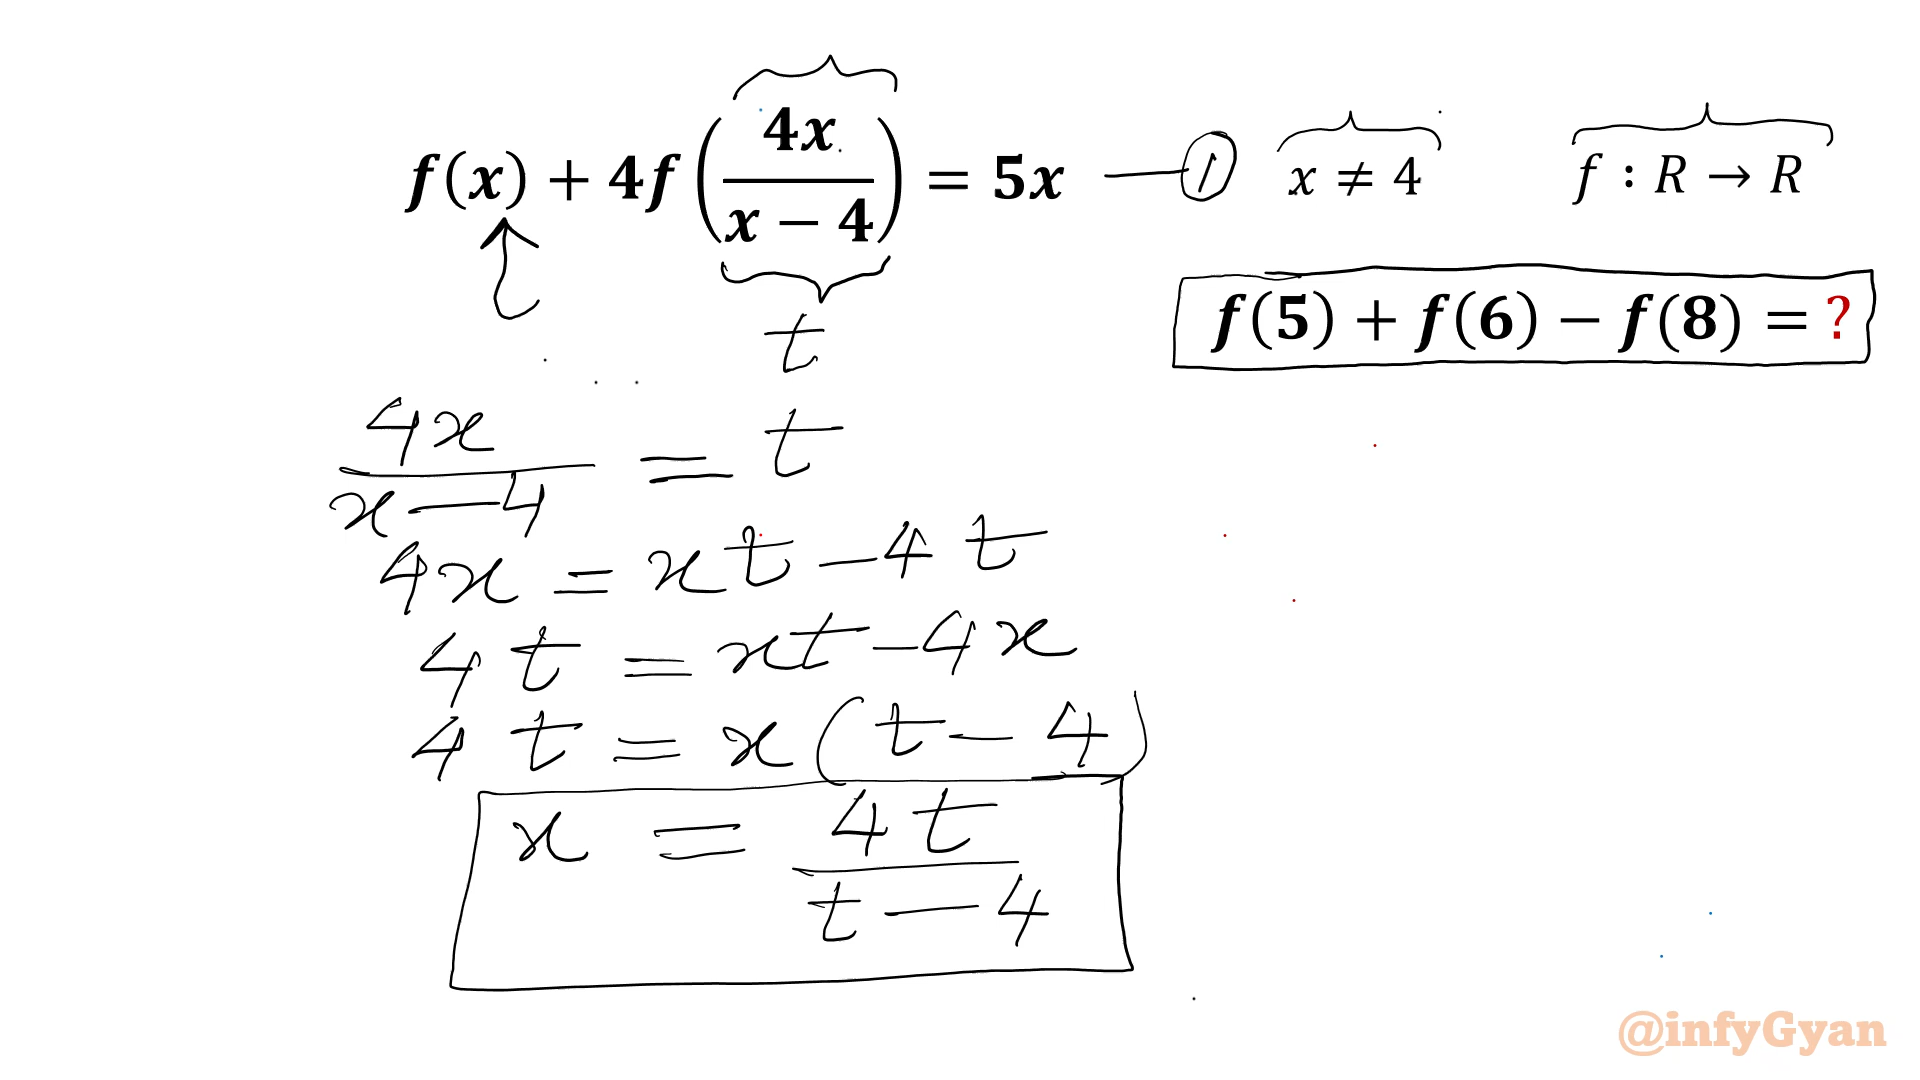 f(x) + 4f(4x/(x − 4)) = 5x — 1 x ≠ 4 f : R → R
f(5) + f(6) − f(8) = ?
t
4x/(x − 4) = t
4x = xt − 4t
4t = xt − 4x
4t = x(t − 4)
x = 4t/(t − 4)
@infyGyan